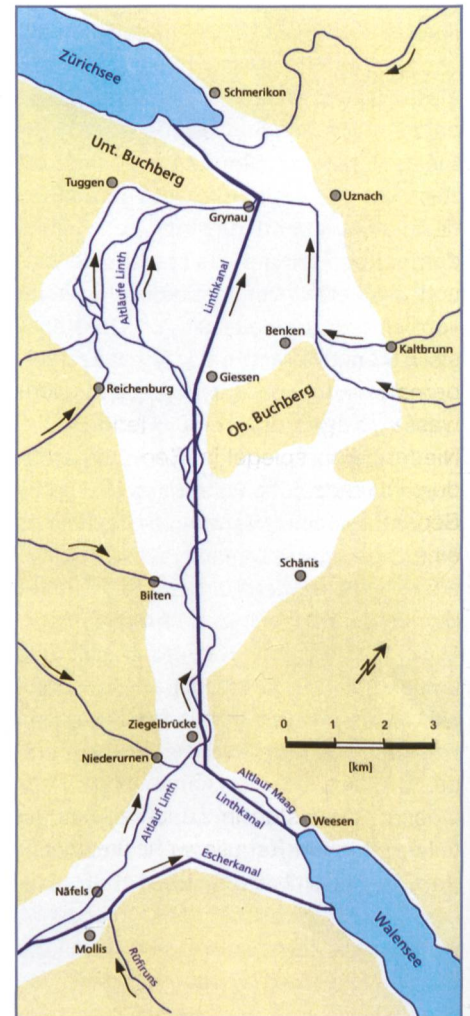 Zürichsee
Schmerikon
Unt. Buchberg
Tuggen
Uznach
Grynau
Altläufe Linth
Linthkanal
Benken
Kaltbrunn
Giessen
Reichenburg
Ob. Buchberg
Schänis
Bilten
N
Ziegelbrücke
0 1 2 3
[km]
Niederurnen
Altlauf Maag
Altlauf Linth
Linthkanal
Weesen
Escherkanal
Näfels
Mollis
Walensee
Rüfiruns